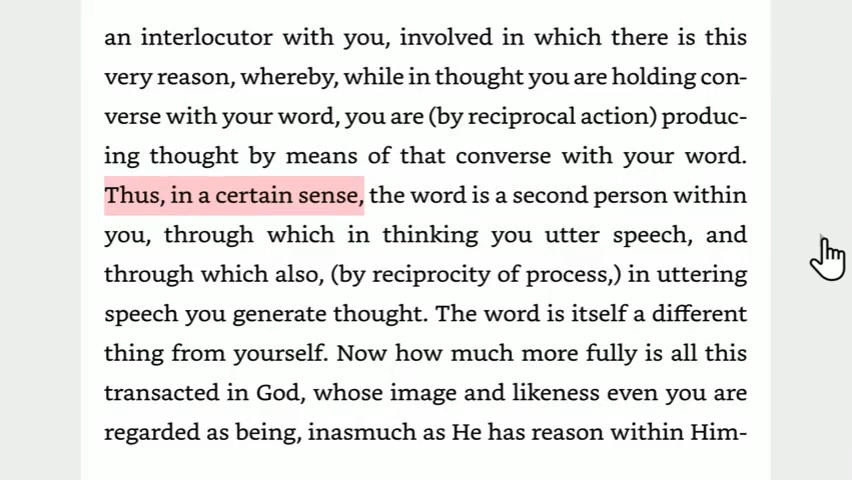 an interlocutor with you, involved in which there is this
very reason, whereby, while in thought you are holding con-
verse with your word, you are (by reciprocal action) produc-
ing thought by means of that converse with your word.
Thus, in a certain sense, the word is a second person within
you, through which in thinking you utter speech, and
through which also, (by reciprocity of process,) in uttering
speech you generate thought. The word is itself a different
thing from yourself. Now how much more fully is all this
transacted in God, whose image and likeness even you are
regarded as being, inasmuch as He has reason within Him-